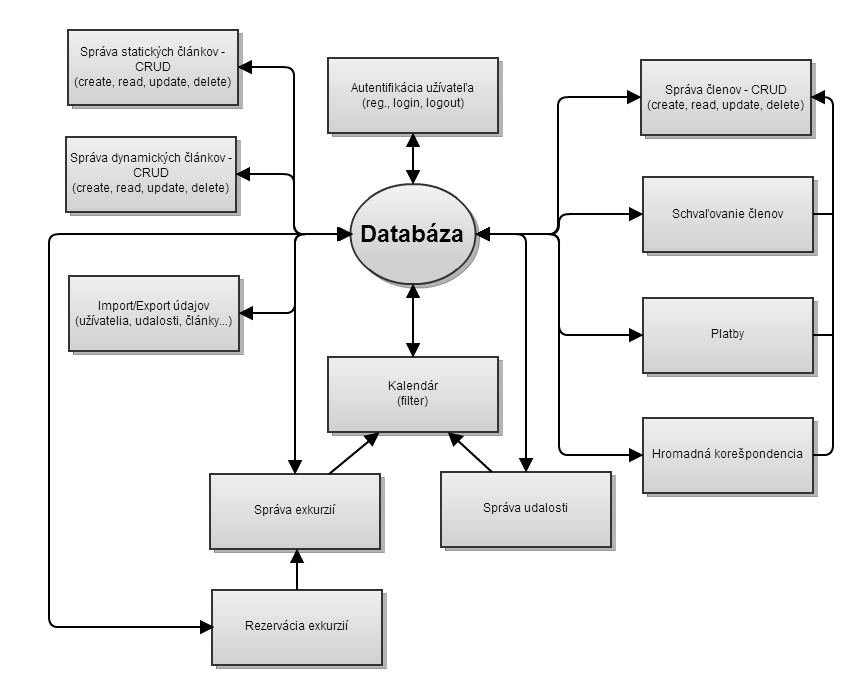 Správa statických článkov -
CRUD
(create, read, update, delete)
Autentifikácia užívateľa
(reg., login, logout)
Správa členov - CRUD
(create, read, update, delete)
Správa dynamických článkov -
CRUD
(create, read, update, delete)
Schvaľovanie členov
Databáza
Import/Export údajov
(užívatelia, udalosti, články...)
Platby
Kalendár
(filter)
Hromadná korešpondencia
Správa exkurzií
Správa udalosti
Rezervácia exkurzií